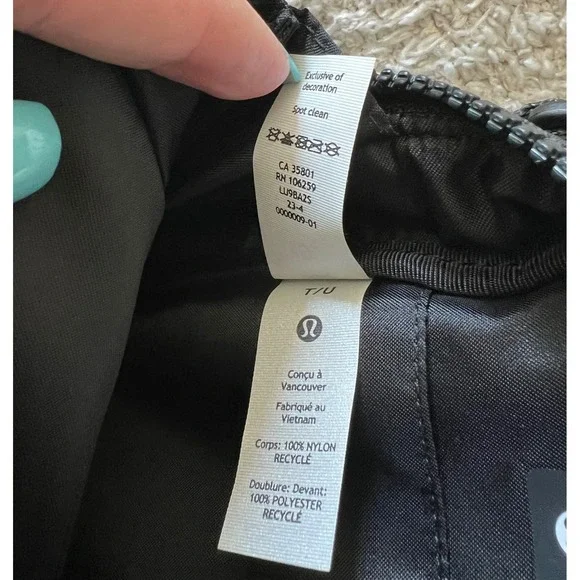 Exclusive of
decoration
Spot clean
CA 35801
RN 106259
LU9BA2S
23-4
0000009-01
T/U
Conçu à
Vancouver
Fabriqué au
Vietnam
Corps: 100% NYLON
RECYCLÉ
Doublure: Devant:
100% POLYESTER
RECYCLÉ